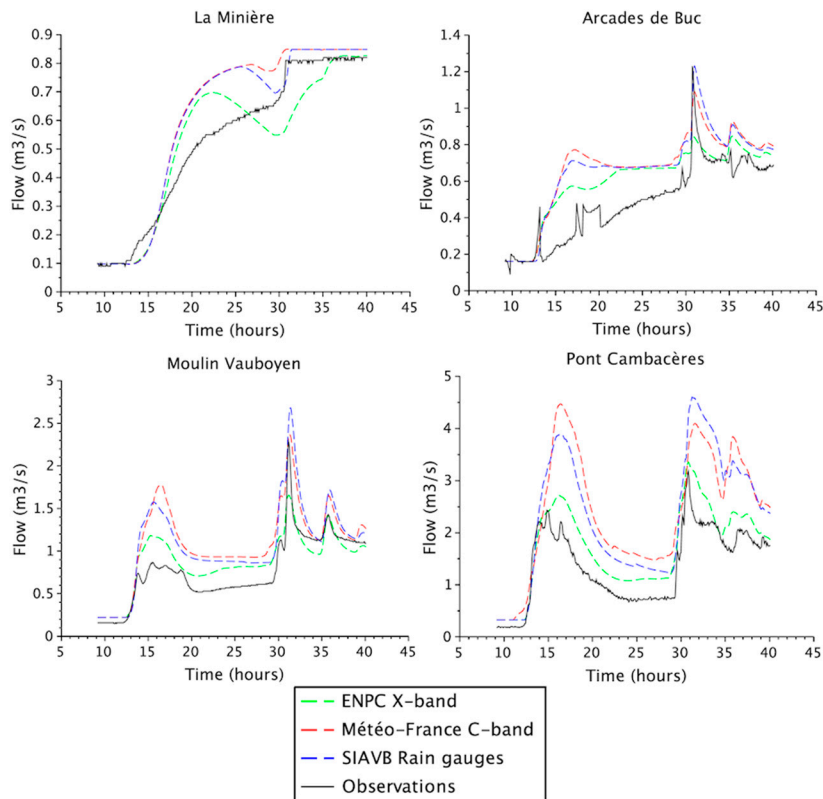 La Minière
0.9
0.8
0.7
0.6
0.5
0.4
0.3
0.2
0.1
0
Flow (m3/s)
5 10 15 20 25 30 35 40 45
Time (hours)
Arcades de Buc
1.4
1.2
1
0.8
0.6
0.4
0.2
0
Flow (m3/s)
5 10 15 20 25 30 35 40 45
Time (hours)
Moulin Vauboyen
3
2.5
2
1.5
1
0.5
0
Flow (m3/s)
5 10 15 20 25 30 35 40 45
Time (hours)
Pont Cambacères
5
4
3
2
1
0
Flow (m3/s)
5 10 15 20 25 30 35 40 45
Time (hours)
ENPC X-band
Météo-France C-band
SIAVB Rain gauges
Observations